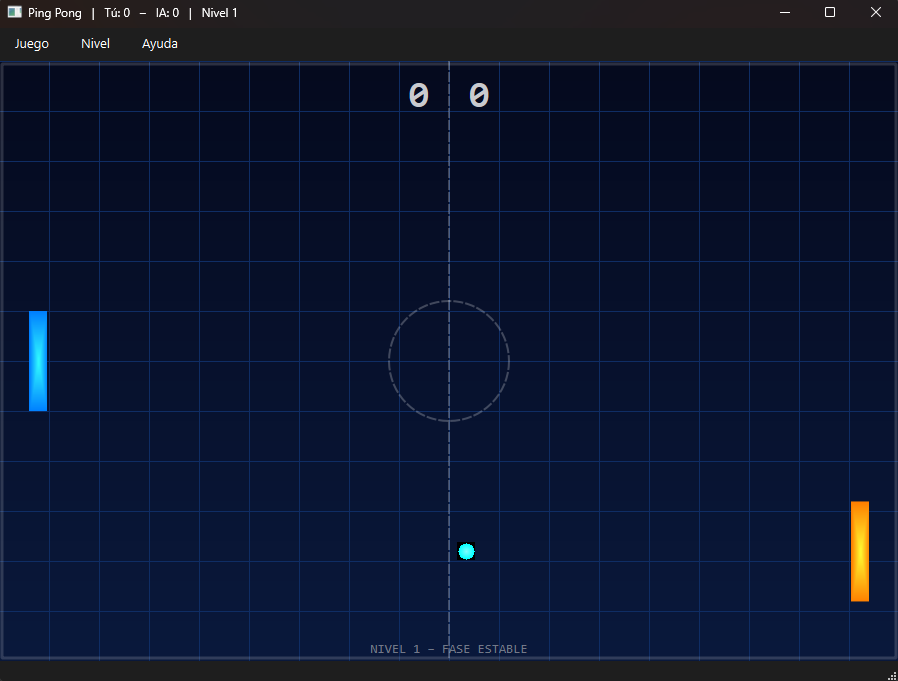 Ping Pong | Tú: 0 – IA: 0 | Nivel 1
Juego Nivel Ayuda
0 0
NIVEL 1 — FASE ESTABLE